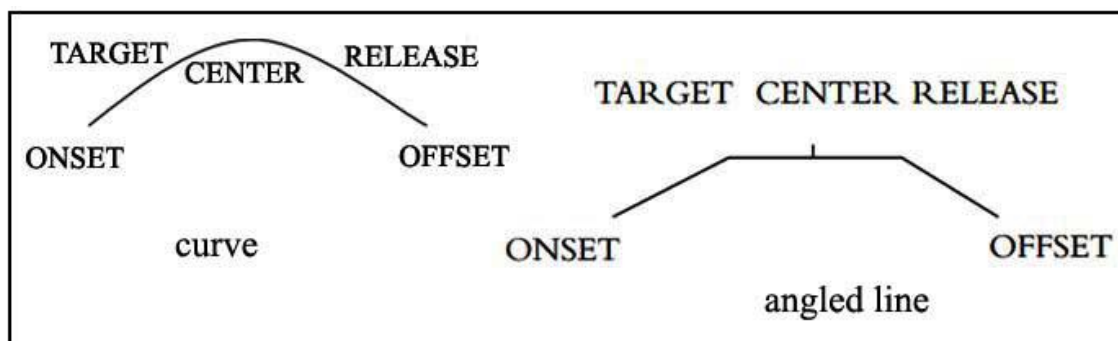 TARGET
CENTER
RELEASE
ONSET
OFFSET
curve
TARGET CENTER RELEASE
ONSET
OFFSET
angled line